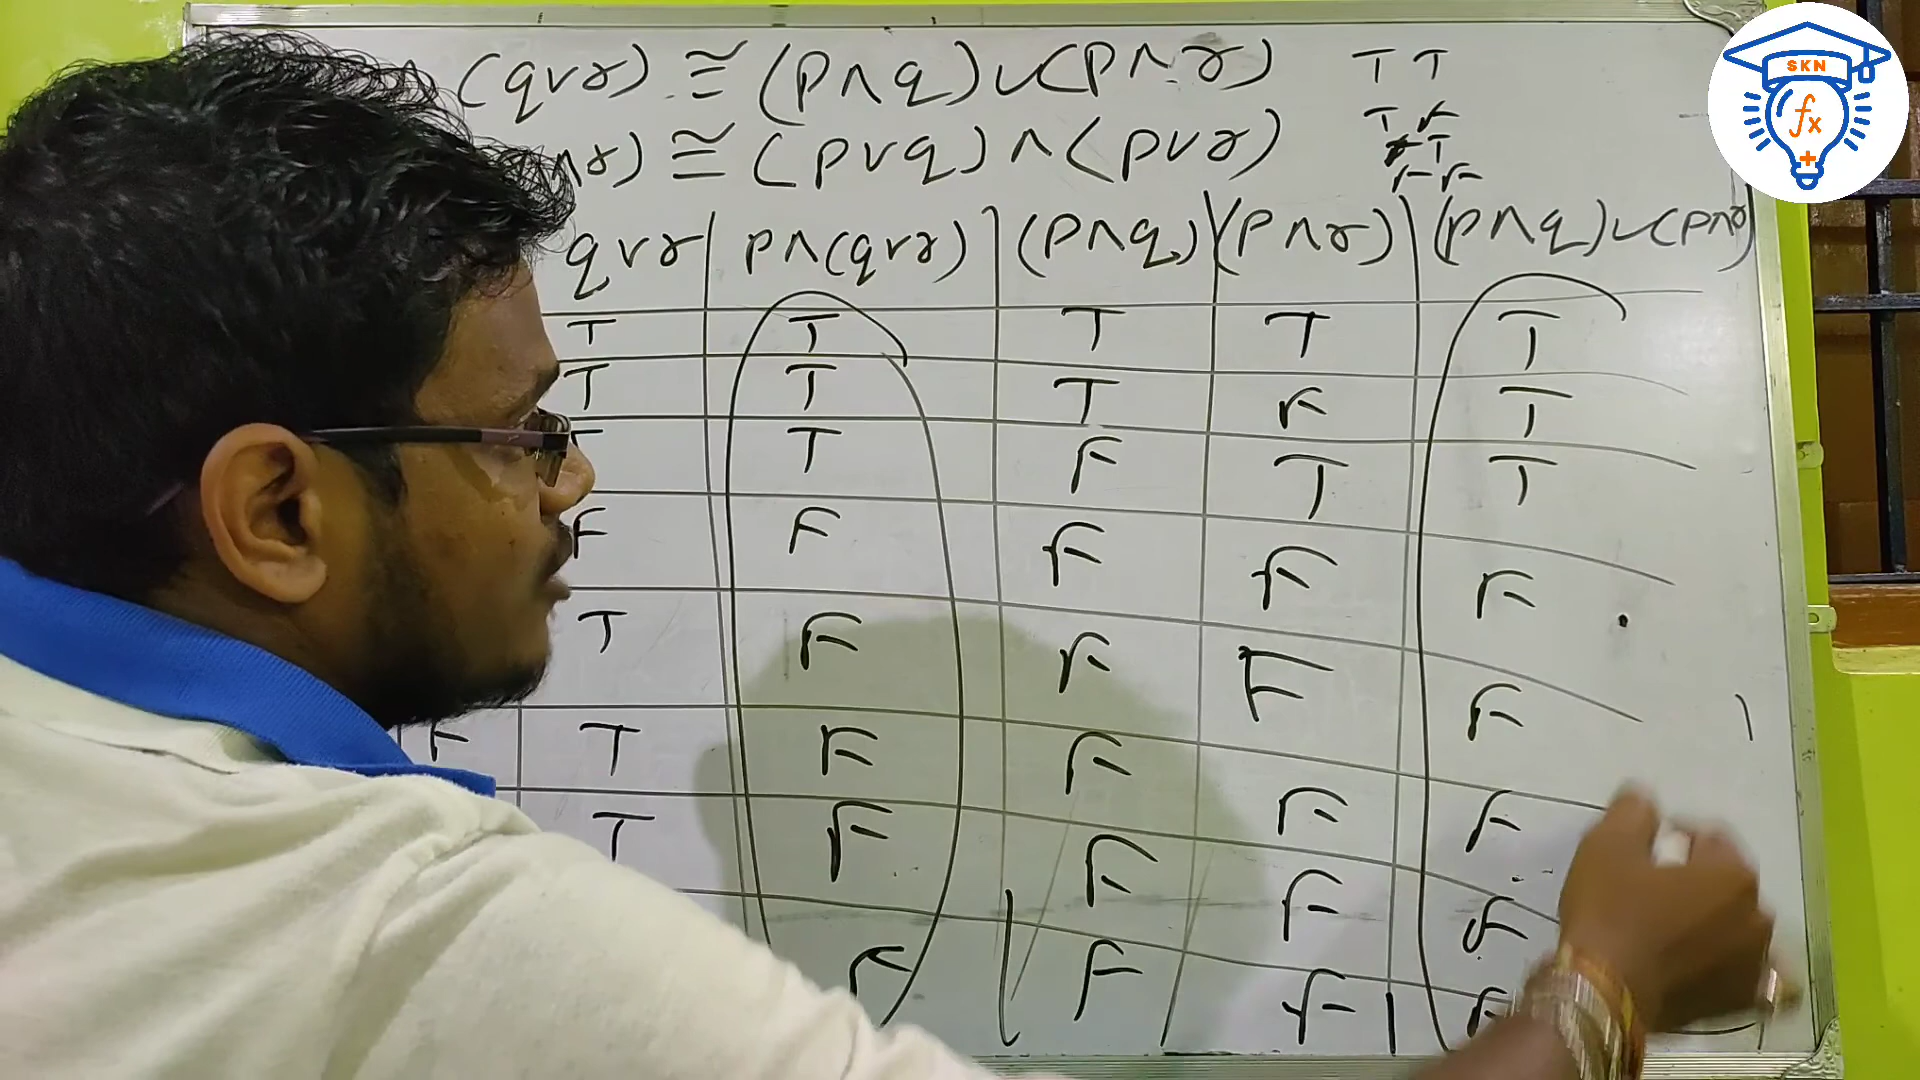 ∧ (q∨r) ≅ (p∧q)∨(p∧r) T T
∧r) ≅ (p∨q)∧(p∨r) T F
F T
F F
SKN
fx
+
q∨r p∧(q∨r) (p∧q) (p∧r) (p∧q)∨(p∧r)
T T T T T
T T T F T
T T F T T
F F F F F
T F F F F
F T F F F F
T F F F F
F F F F